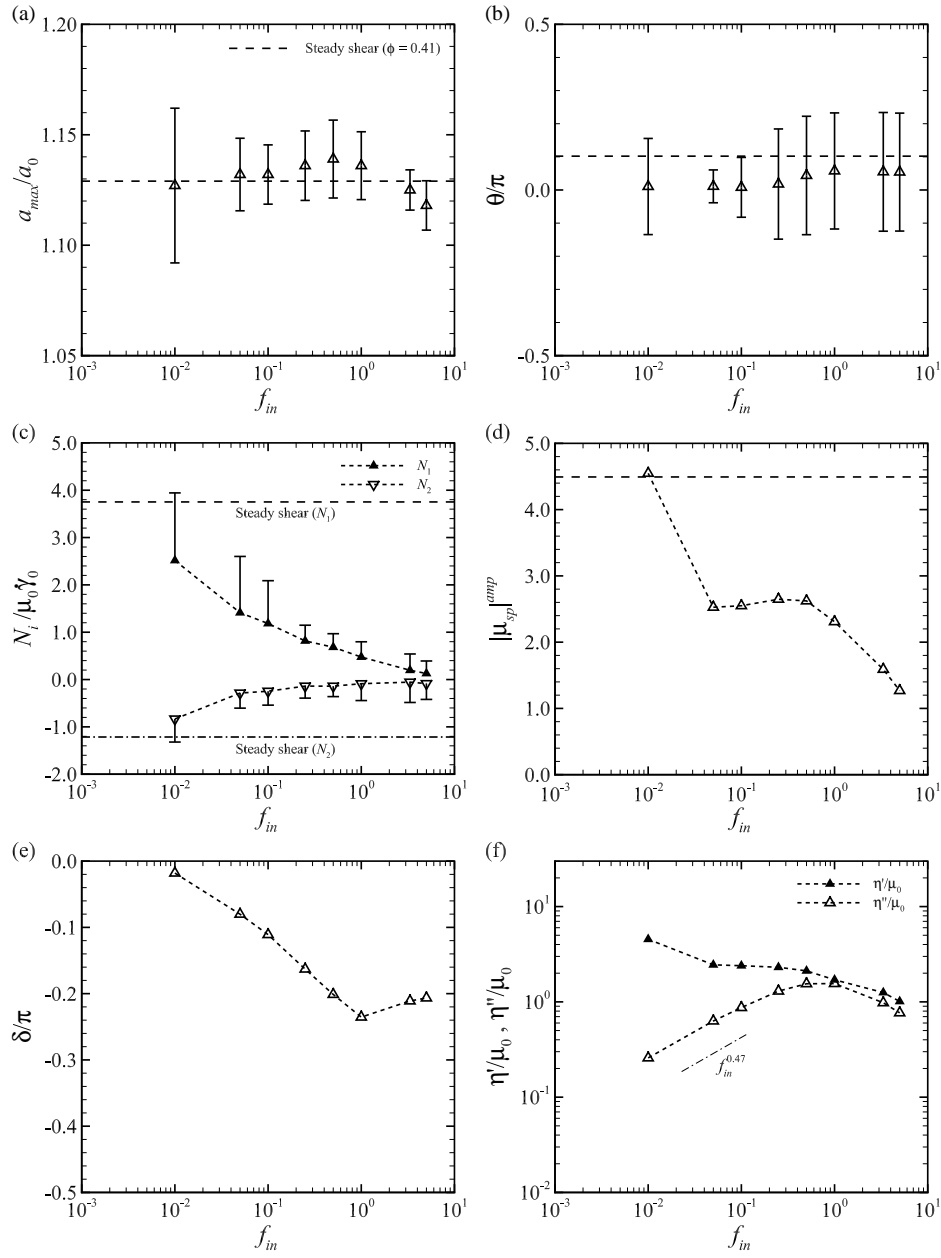 (a)
1.20
1.15
1.10
1.05
a_max/a_0
Steady shear (ϕ = 0.41)
10^-3 10^-2 10^-1 10^0 10^1
f_in
(b)
0.5
0.0
-0.5
θ/π
10^-3 10^-2 10^-1 10^0 10^1
f_in
(c)
5.0
4.0
3.0
2.0
1.0
0.0
-1.0
-2.0
N_i/μ_0γ̇_0
N_1
N_2
Steady shear (N_1)
Steady shear (N_2)
10^-3 10^-2 10^-1 10^0 10^1
f_in
(d)
5.0
4.0
3.0
2.0
1.0
0.0
|μ_sp|^amp
10^-3 10^-2 10^-1 10^0 10^1
f_in
(e)
0.0
-0.1
-0.2
-0.3
-0.4
-0.5
δ/π
10^-3 10^-2 10^-1 10^0 10^1
f_in
(f)
10^1
10^0
10^-1
10^-2
η'/μ_0 , η''/μ_0
η'/μ_0
η''/μ_0
f_in^0.47
10^-3 10^-2 10^-1 10^0 10^1
f_in